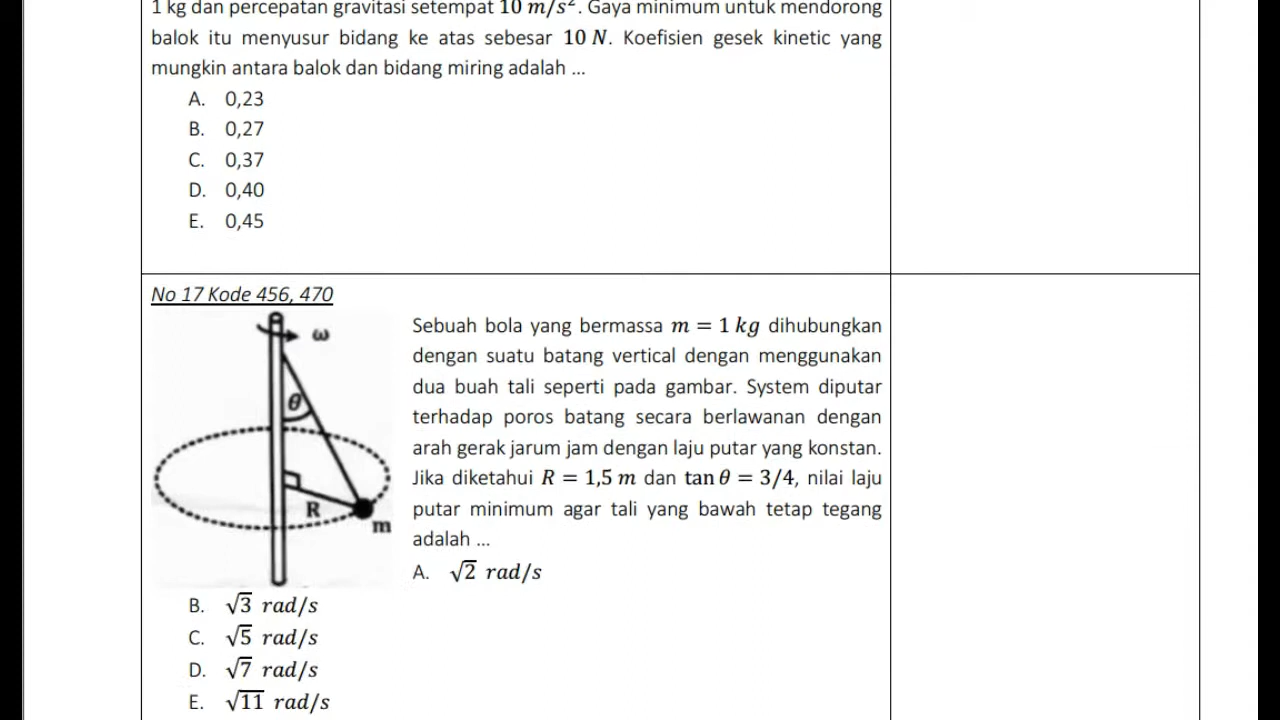 1 kg dan percepatan gravitasi setempat 10 m/s². Gaya minimum untuk mendorong
balok itu menyusur bidang ke atas sebesar 10 N. Koefisien gesek kinetic yang
mungkin antara balok dan bidang miring adalah ...
A. 0,23
B. 0,27
C. 0,37
D. 0,40
E. 0,45
No 17 Kode 456, 470
ω
θ
R
m
Sebuah bola yang bermassa m = 1 kg dihubungkan
dengan suatu batang vertical dengan menggunakan
dua buah tali seperti pada gambar. System diputar
terhadap poros batang secara berlawanan dengan
arah gerak jarum jam dengan laju putar yang konstan.
Jika diketahui R = 1,5 m dan tan θ = 3/4, nilai laju
putar minimum agar tali yang bawah tetap tegang
adalah ...
A. √2 rad/s
B. √3 rad/s
C. √5 rad/s
D. √7 rad/s
E. √11 rad/s